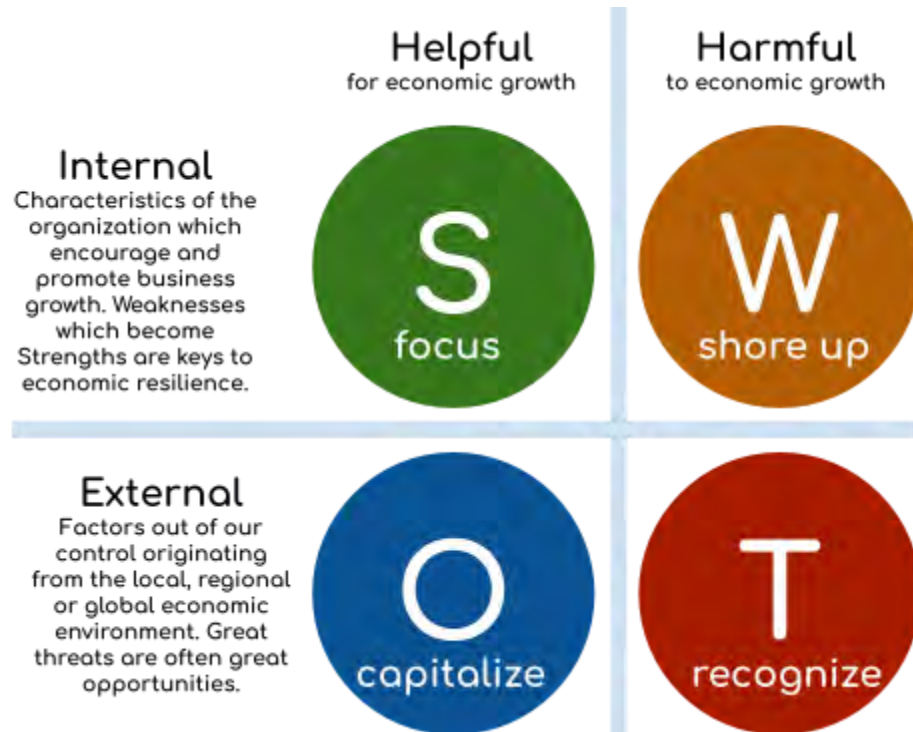 Helpful
for economic growth
Harmful
to economic growth
Internal
Characteristics of the
organization which
encourage and
promote business
growth. Weaknesses
which become
Strengths are keys to
economic resilience.
S
focus
W
shore up
External
Factors out of our
control originating
from the local, regional
or global economic
environment. Great
threats are often great
opportunities.
O
capitalize
T
recognize